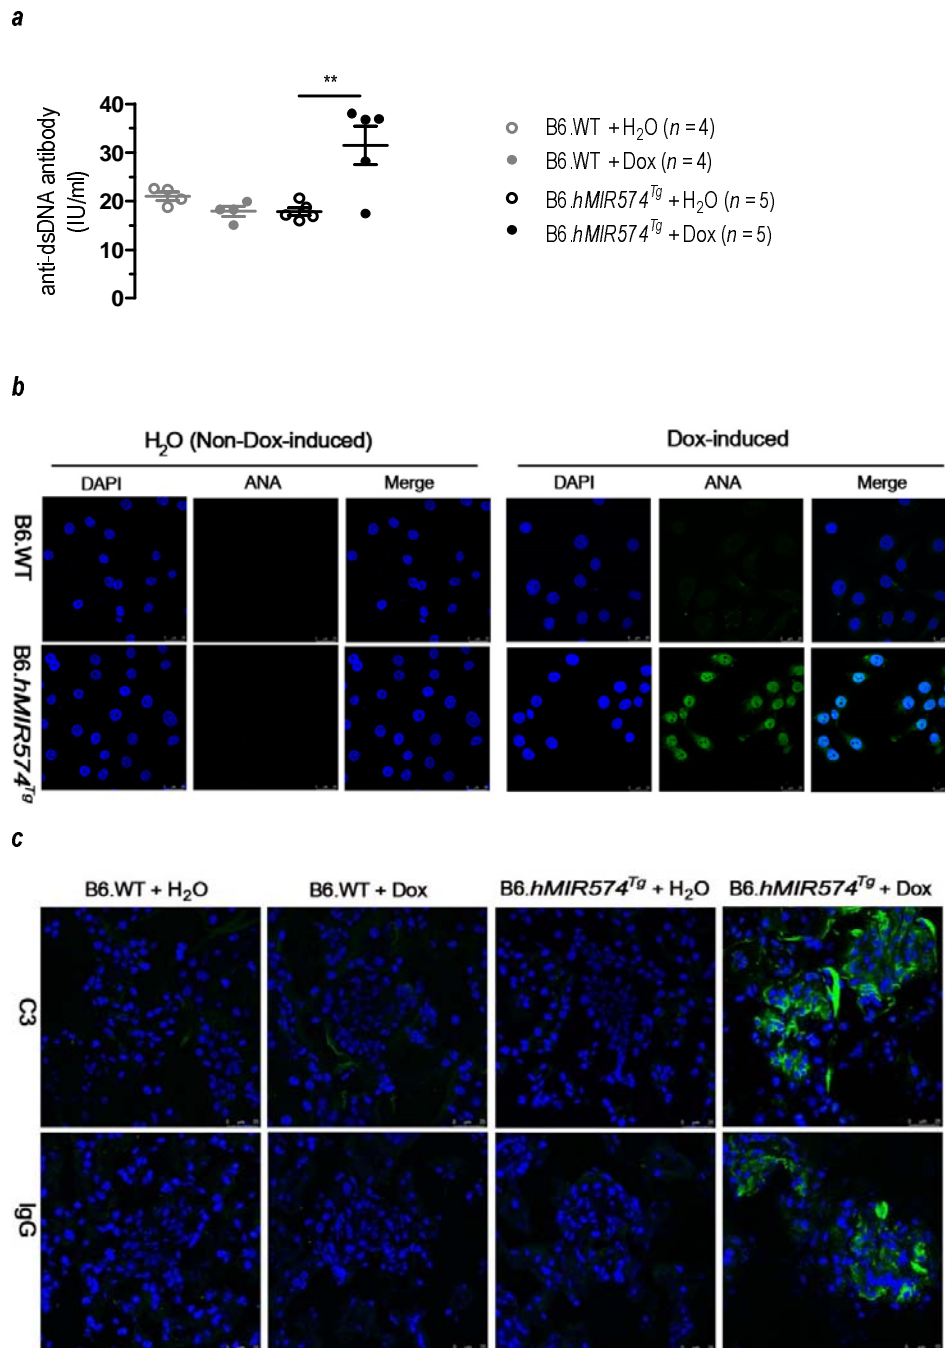 a
**
anti-dsDNA antibody
(IU/ml)
40
30
20
10
0
B6.WT + H₂O (n = 4)
B6.WT + Dox (n = 4)
B6.hMIR574ᵀᵍ + H₂O (n = 5)
B6.hMIR574ᵀᵍ + Dox (n = 5)
b
H₂O (Non-Dox-induced)
Dox-induced
DAPI ANA Merge DAPI ANA Merge
B6.WT
B6.hMIR574ᵀᵍ
c
B6.WT + H₂O B6.WT + Dox B6.hMIR574ᵀᵍ + H₂O B6.hMIR574ᵀᵍ + Dox
C3
IgG